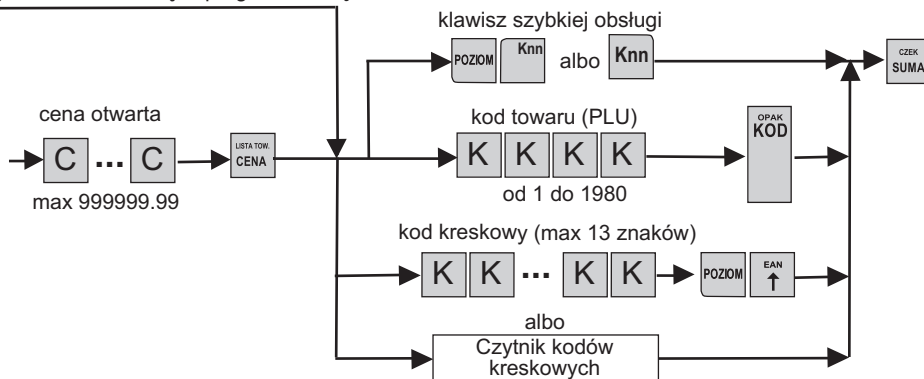 klawisz szybkiej obsługi
POZIOM Knn albo Knn
CZEK
SUMA
cena otwarta
C ... C
LISTA TOW.
CENA
max 999999.99
kod towaru (PLU)
K K K K
OPAK
KOD
od 1 do 1980
kod kreskowy (max 13 znaków)
K K ... K K
POZIOM
EAN
↑
albo
Czytnik kodów
kreskowych